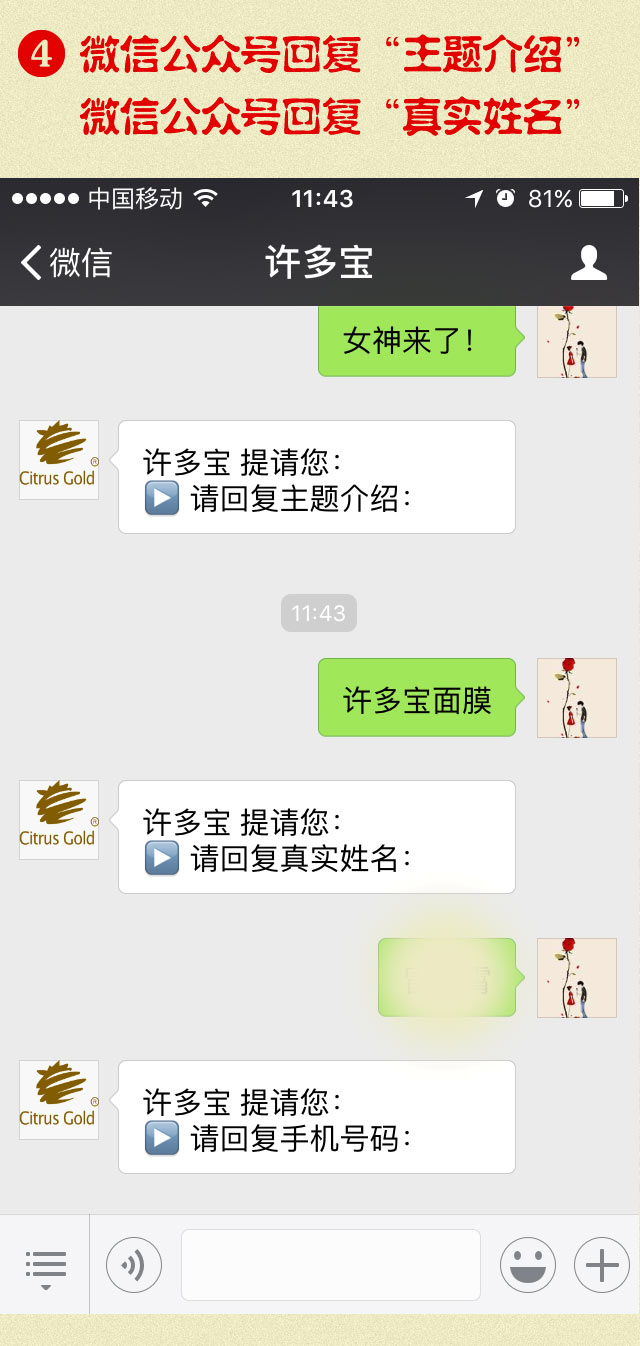 4 微信公众号回复“主题介绍”
微信公众号回复“真实姓名”
中国移动 11:43 81%
微信 许多宝
女神来了！
Citrus Gold®
许多宝 提请您：
请回复主题介绍：
11:43
许多宝面膜
Citrus Gold®
许多宝 提请您：
请回复真实姓名：
Citrus Gold®
许多宝 提请您：
请回复手机号码：